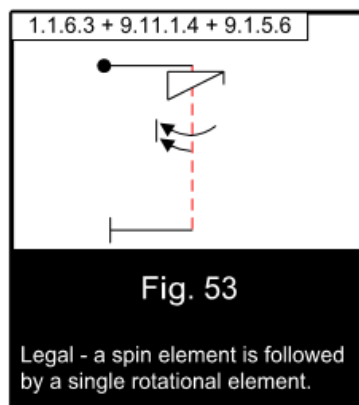 1.1.6.3 + 9.11.1.4 + 9.1.5.6
Fig. 53
Legal - a spin element is followed
by a single rotational element.